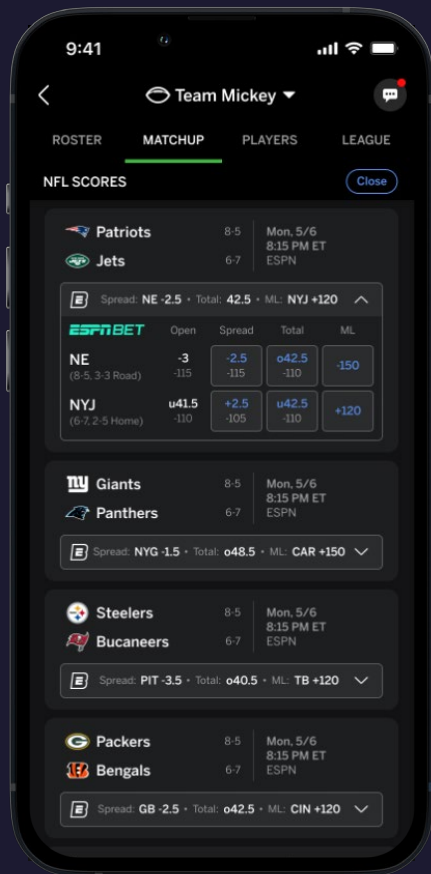 9:41
Team Mickey
ROSTER MATCHUP PLAYERS LEAGUE
NFL SCORES Close
Patriots 8-5 Mon, 5/6
8:15 PM ET
Jets 6-7 ESPN
E Spread: NE -2.5 • Total: 42.5 • ML: NYJ +120
ESPN BET Open Spread Total ML
NE -3 -2.5 o42.5 -150
(8-5, 3-3 Road) -115 -115 -110
NYJ u41.5 +2.5 u42.5 +120
(6-7, 2-5 Home) -110 -105 -110
ny Giants 8-5 Mon, 5/6
8:15 PM ET
Panthers 6-7 ESPN
E Spread: NYG -1.5 • Total: o48.5 • ML: CAR +150
Steelers 8-5 Mon, 5/6
8:15 PM ET
Bucaneers 6-7 ESPN
E Spread: PIT -3.5 • Total: o40.5 • ML: TB +120
G Packers 8-5 Mon, 5/6
8:15 PM ET
B Bengals 6-7 ESPN
E Spread: GB -2.5 • Total: o42.5 • ML: CIN +120